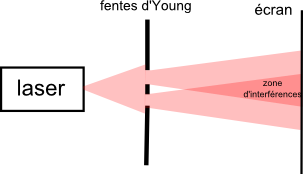 fentes d'Young
écran
laser
zone
d'interférences